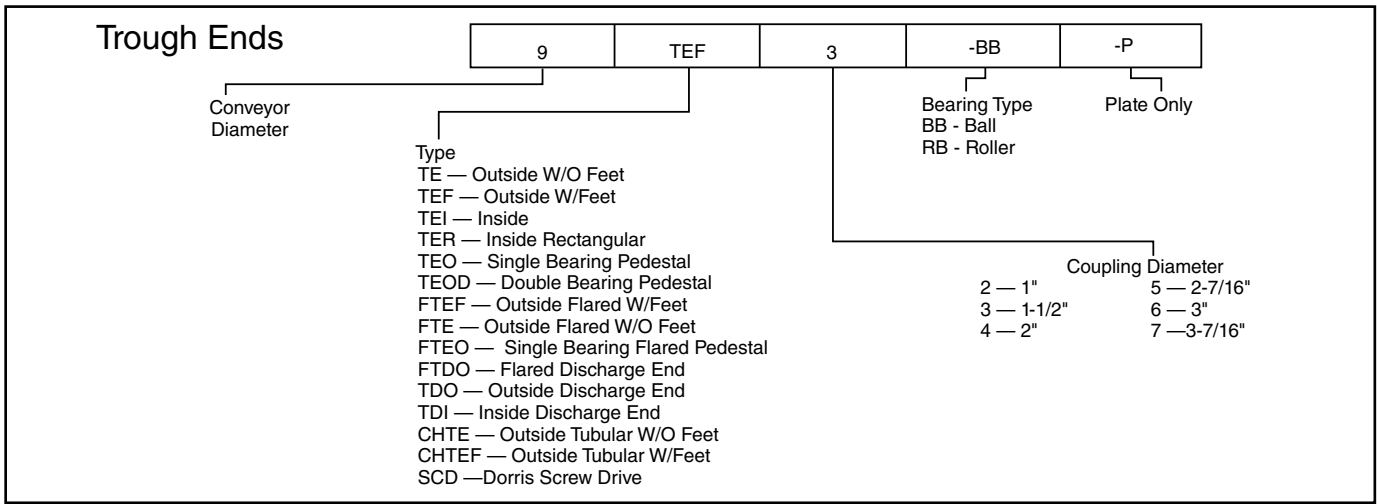 Trough Ends
9 TEF 3 -BB -P
Conveyor
Diameter
Bearing Type
BB - Ball
RB - Roller
Plate Only
Type
TE — Outside W/O Feet
TEF — Outside W/Feet
TEI — Inside
TER — Inside Rectangular
TEO — Single Bearing Pedestal
TEOD — Double Bearing Pedestal
FTEF — Outside Flared W/Feet
FTE — Outside Flared W/O Feet
FTEO — Single Bearing Flared Pedestal
FTDO — Flared Discharge End
TDO — Outside Discharge End
TDI — Inside Discharge End
CHTE — Outside Tubular W/O Feet
CHTEF — Outside Tubular W/Feet
SCD —Dorris Screw Drive
Coupling Diameter
2 — 1" 5 — 2-7/16"
3 — 1-1/2" 6 — 3"
4 — 2" 7 —3-7/16"